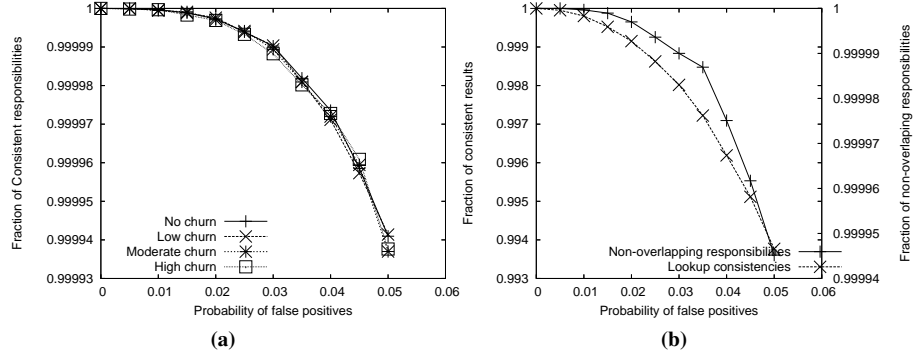 Fraction of Consistent responsibilities
1
0.99999
0.99998
0.99997
0.99996
0.99995
0.99994
0.99993
No churn
Low churn
Moderate churn
High churn
0 0.01 0.02 0.03 0.04 0.05 0.06
Probability of false positives
(a)
Fraction of consistent results
1
0.999
0.998
0.997
0.996
0.995
0.994
0.993
Non-overlapping responsibilities
Lookup consistencies
0 0.01 0.02 0.03 0.04 0.05 0.06
Probability of false positives
1
0.99999
0.99998
0.99997
0.99996
0.99995
0.99994
Fraction of non-overlapping responsibilities
(b)